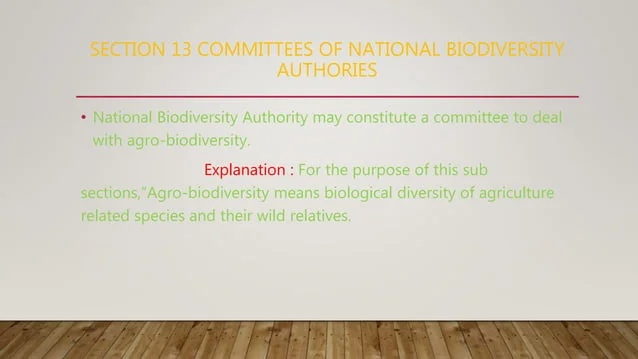 SECTION 13 COMMITTEES OF NATIONAL BIODIVERSITY
AUTHORIES
• National Biodiversity Authority may constitute a committee to deal
with agro-biodiversity.
Explanation : For the purpose of this sub
sections,"Agro-biodiversity means biological diversity of agriculture
related species and their wild relatives.